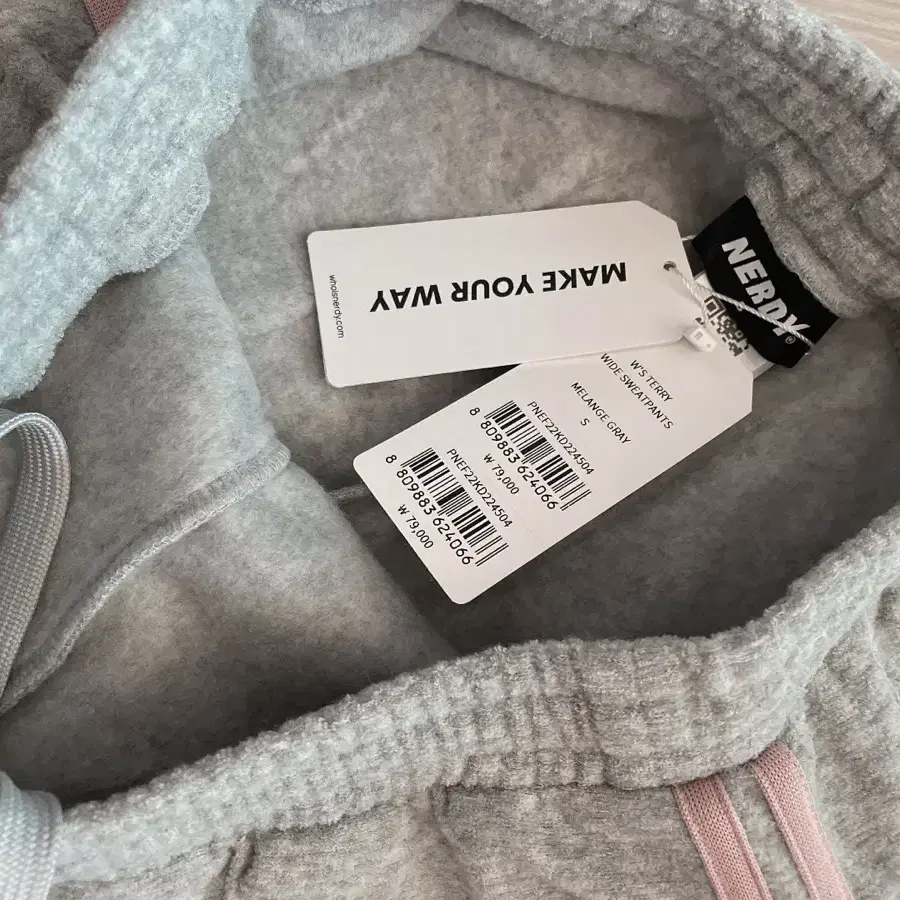 NERDY®
MAKE YOUR WAY
whoisnerdy.com
W'S TERRY
WIDE SWEATPANTS
MELANGE GRAY
S
PNEF22KD224504
8 809883 624066
₩ 79,000
PNEF22KD224504
8 809883 624066
₩ 79,000